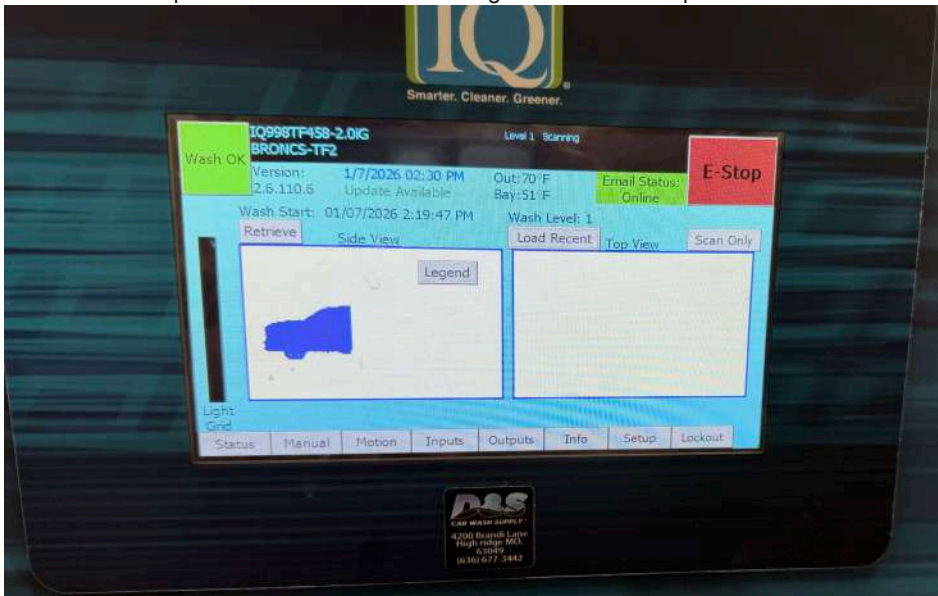 IQ
Smarter. Cleaner. Greener.
IQ998TF458-2.0IG
BRONCS-TF2
Level 1 Scanning
Wash OK
E-Stop
Version:
2.6.110.6
1/7/2026 02:30 PM
Update Available
Out:70°F
Bay:51°F
Email Status:
Online
Wash Start: 01/07/2026 2:19:47 PM
Wash Level: 1
Retrieve
Side View
Load Recent
Top View
Scan Only
Legend
Light
Grid
Status
Manual
Motion
Inputs
Outputs
Info
Setup
Lockout
D&S
CAR WASH SUPPLY
4200 Brandi Lane
High ridge MO.
63049
(636) 677-3442